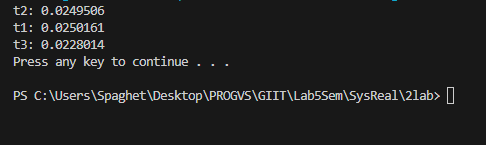 t2: 0.0249506
t1: 0.0250161
t3: 0.0228014
Press any key to continue . . .
PS C:\Users\Spaghet\Desktop\PROGVS\GIIT\Lab5Sem\SysReal\2lab>